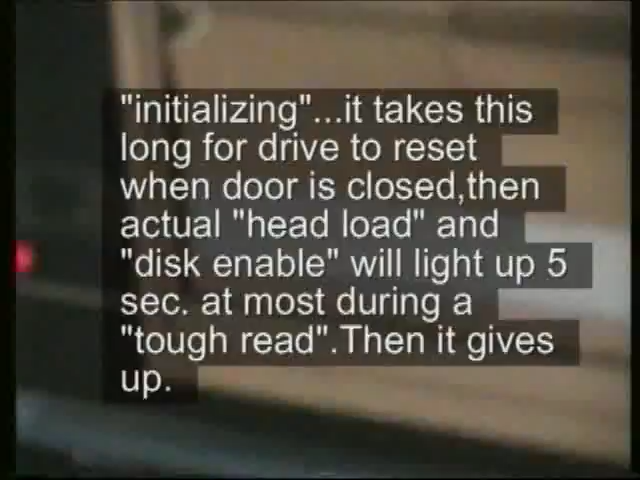 "initializing"...it takes this
long for drive to reset
when door is closed,then
actual "head load" and
"disk enable" will light up 5
sec. at most during a
"tough read".Then it gives
up.